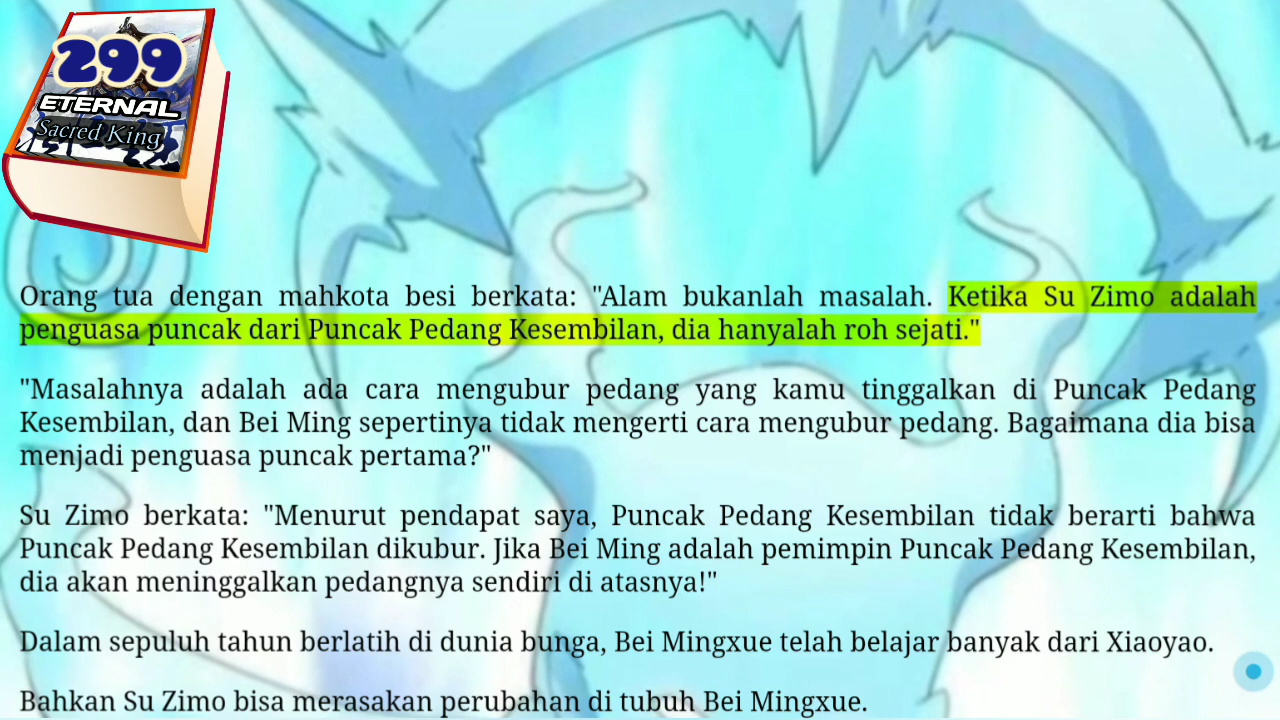 299
ETERNAL
Sacred King
Orang tua dengan mahkota besi berkata: "Alam bukanlah masalah. Ketika Su Zimo adalah
penguasa puncak dari Puncak Pedang Kesembilan, dia hanyalah roh sejati."
"Masalahnya adalah ada cara mengubur pedang yang kamu tinggalkan di Puncak Pedang
Kesembilan, dan Bei Ming sepertinya tidak mengerti cara mengubur pedang. Bagaimana dia bisa
menjadi penguasa puncak pertama?"
Su Zimo berkata: "Menurut pendapat saya, Puncak Pedang Kesembilan tidak berarti bahwa
Puncak Pedang Kesembilan dikubur. Jika Bei Ming adalah pemimpin Puncak Pedang Kesembilan,
dia akan meninggalkan pedangnya sendiri di atasnya!"
Dalam sepuluh tahun berlatih di dunia bunga, Bei Mingxue telah belajar banyak dari Xiaoyao.
Bahkan Su Zimo bisa merasakan perubahan di tubuh Bei Mingxue.